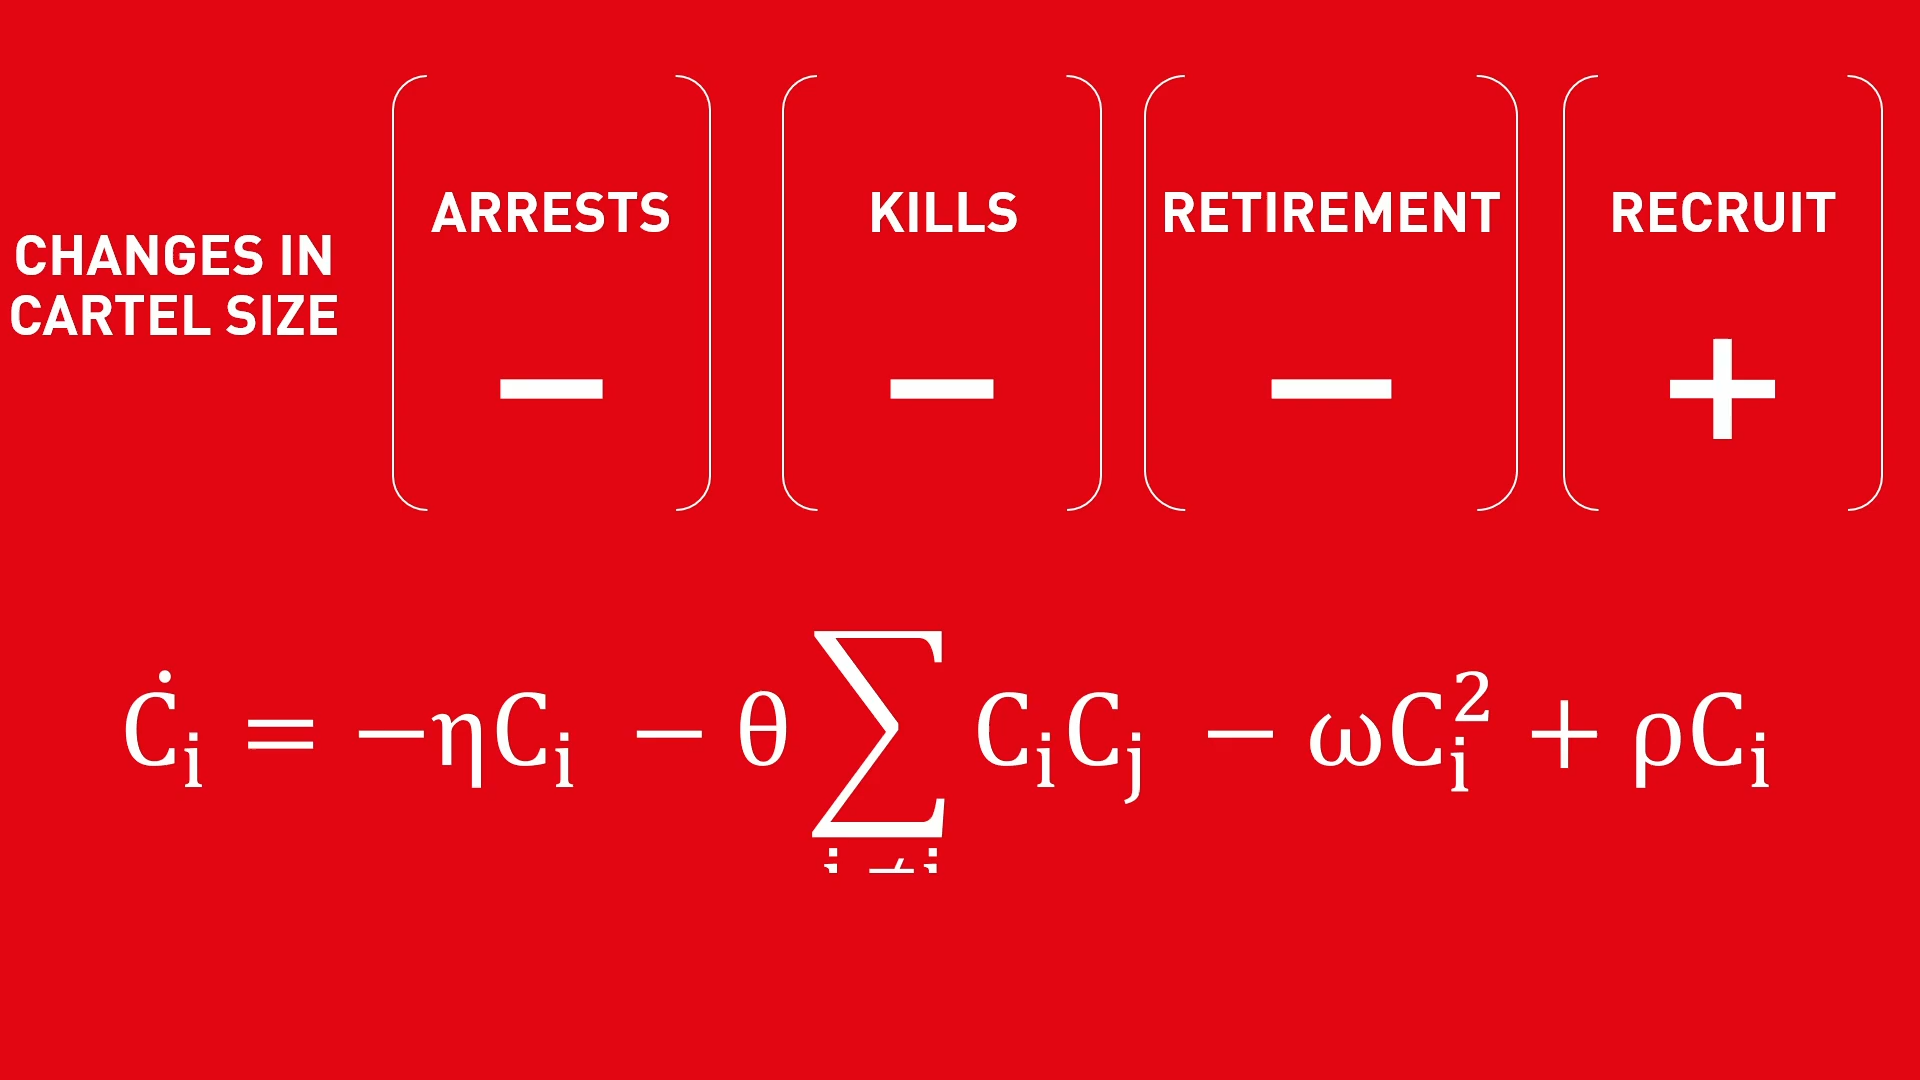 ARRESTS KILLS RETIREMENT RECRUIT
CHANGES IN
CARTEL SIZE
− − − +
Ċᵢ = −ηCᵢ − θ∑CᵢCⱼ − ωCᵢ² + ρCᵢ